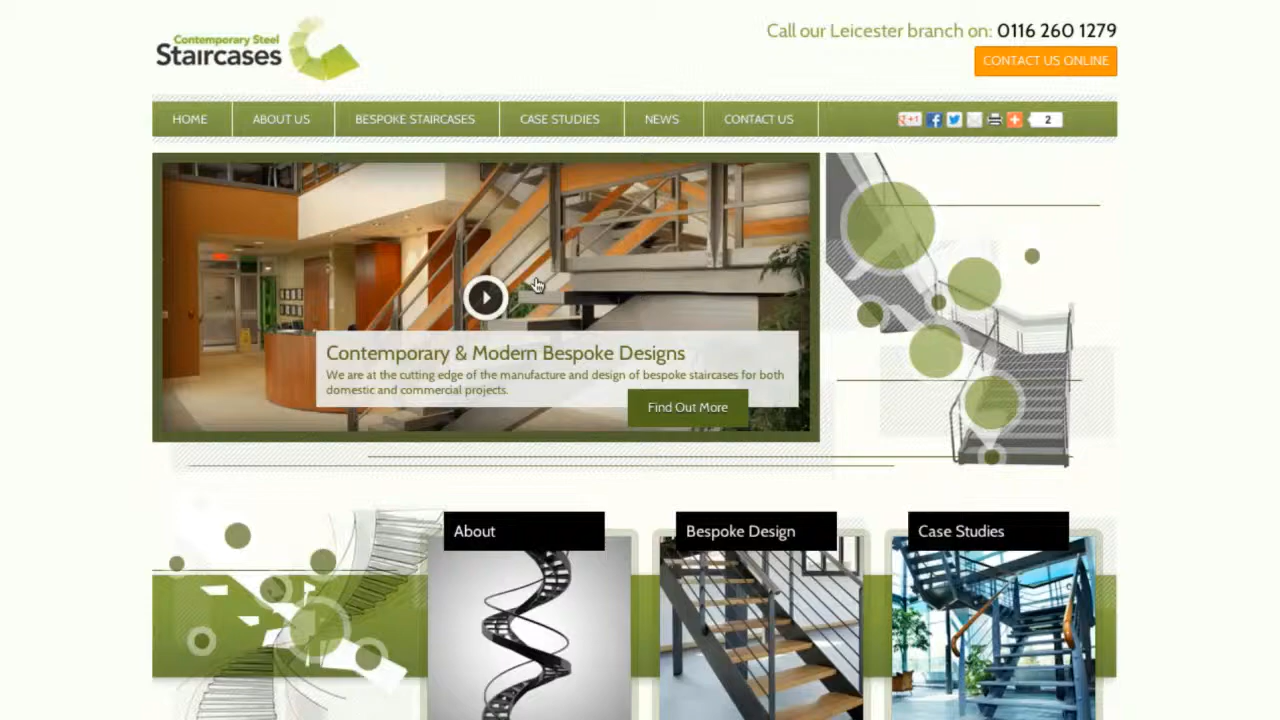 Contemporary Steel
Staircases
Call our Leicester branch on: 0116 260 1279
CONTACT US ONLINE
HOME
ABOUT US
BESPOKE STAIRCASES
CASE STUDIES
NEWS
CONTACT US
g+1
2
Contemporary & Modern Bespoke Designs
We are at the cutting edge of the manufacture and design of bespoke staircases for both
domestic and commercial projects.
Find Out More
About
Bespoke Design
Case Studies